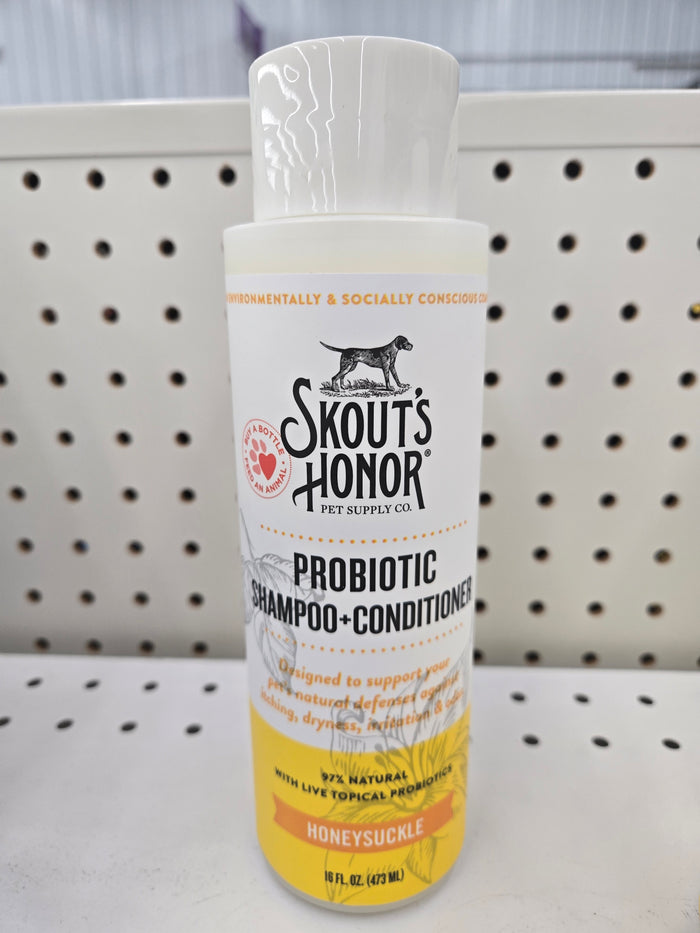 ENVIRONMENTALLY & SOCIALLY CONSCIOUS
SKOUT'S
HONOR®
PET SUPPLY CO.
BUY A BOTTLE
FEED AN ANIMAL
PROBIOTIC
SHAMPOO+CONDITIONER
Designed to support your
pet's natural defenses against
itching, dryness, irritation & odor.
97% NATURAL
WITH LIVE TOPICAL PROBIOTICS
HONEYSUCKLE
16 FL. OZ. (473 ML)